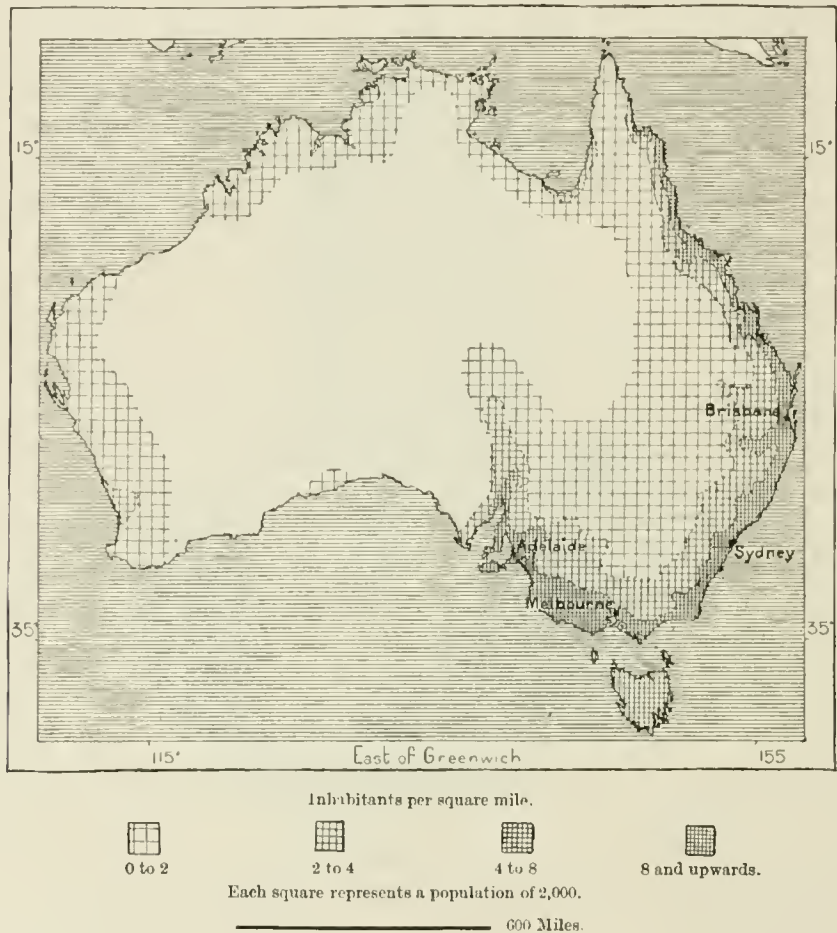 15°
15°
Brisbane
Adelaide
Sydney
Melbourne
35°
35°
115°
East of Greenwich
155
Inhabitants per square mile.
0 to 2
2 to 4
4 to 8
8 and upwards.
Each square represents a population of 2,000.
600 Miles.